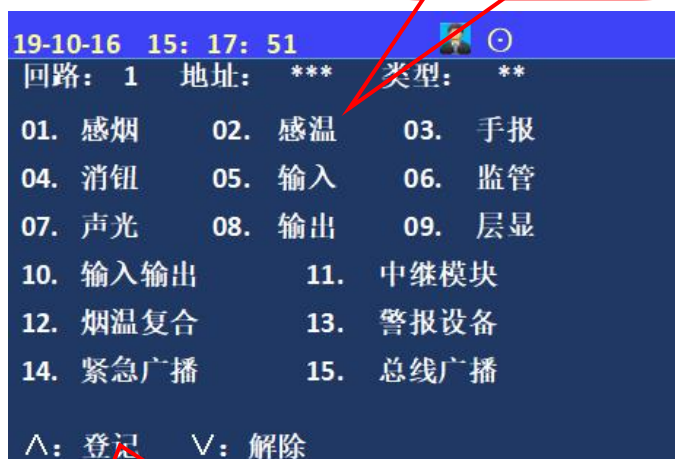 19-10-16 15: 17: 51
回路: 1 地址: *** 类型: **
01. 感烟 02. 感温 03. 手报
04. 消钮 05. 输入 06. 监管
07. 声光 08. 输出 09. 层显
10. 输入输出 11. 中继模块
12. 烟温复合 13. 警报设备
14. 紧急广播 15. 总线广播
∧: 登记 ∨: 解除